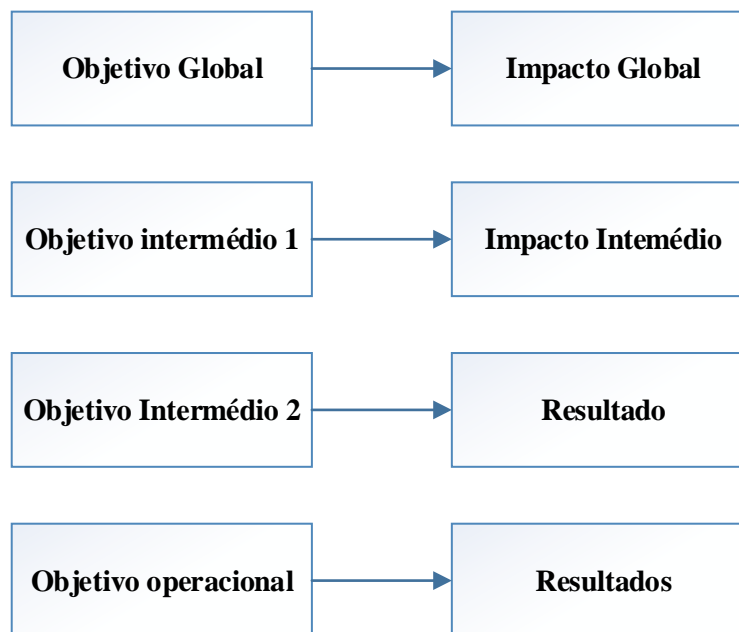 Objetivo Global
Impacto Global
Objetivo intermédio 1
Impacto Intemédio
Objetivo Intermédio 2
Resultado
Objetivo operacional
Resultados